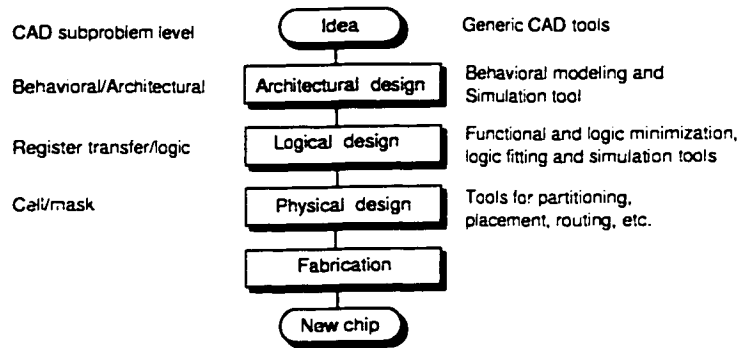 CAD subproblem level
Idea
Generic CAD tools
Behavioral/Architectural
Architectural design
Behavioral modeling and
Simulation tool
Register transfer/logic
Logical design
Functional and logic minimization,
logic fitting and simulation tools
Cell/mask
Physical design
Tools for partitioning,
placement, routing, etc.
Fabrication
New chip